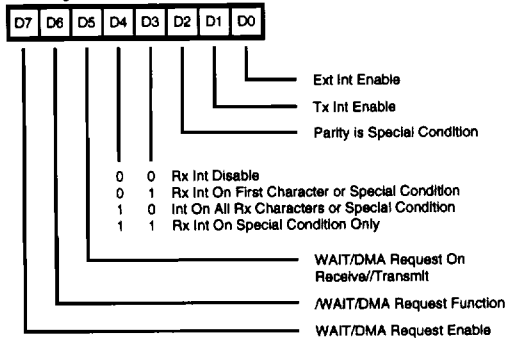 D7 D6 D5 D4 D3 D2 D1 D0
Ext Int Enable
Tx Int Enable
Parity is Special Condition
0 0 Rx Int Disable
0 1 Rx Int On First Character or Special Condition
1 0 Int On All Rx Characters or Special Condition
1 1 Rx Int On Special Condition Only
WAIT/DMA Request On
Receive//Transmit
/WAIT/DMA Request Function
WAIT/DMA Request Enable